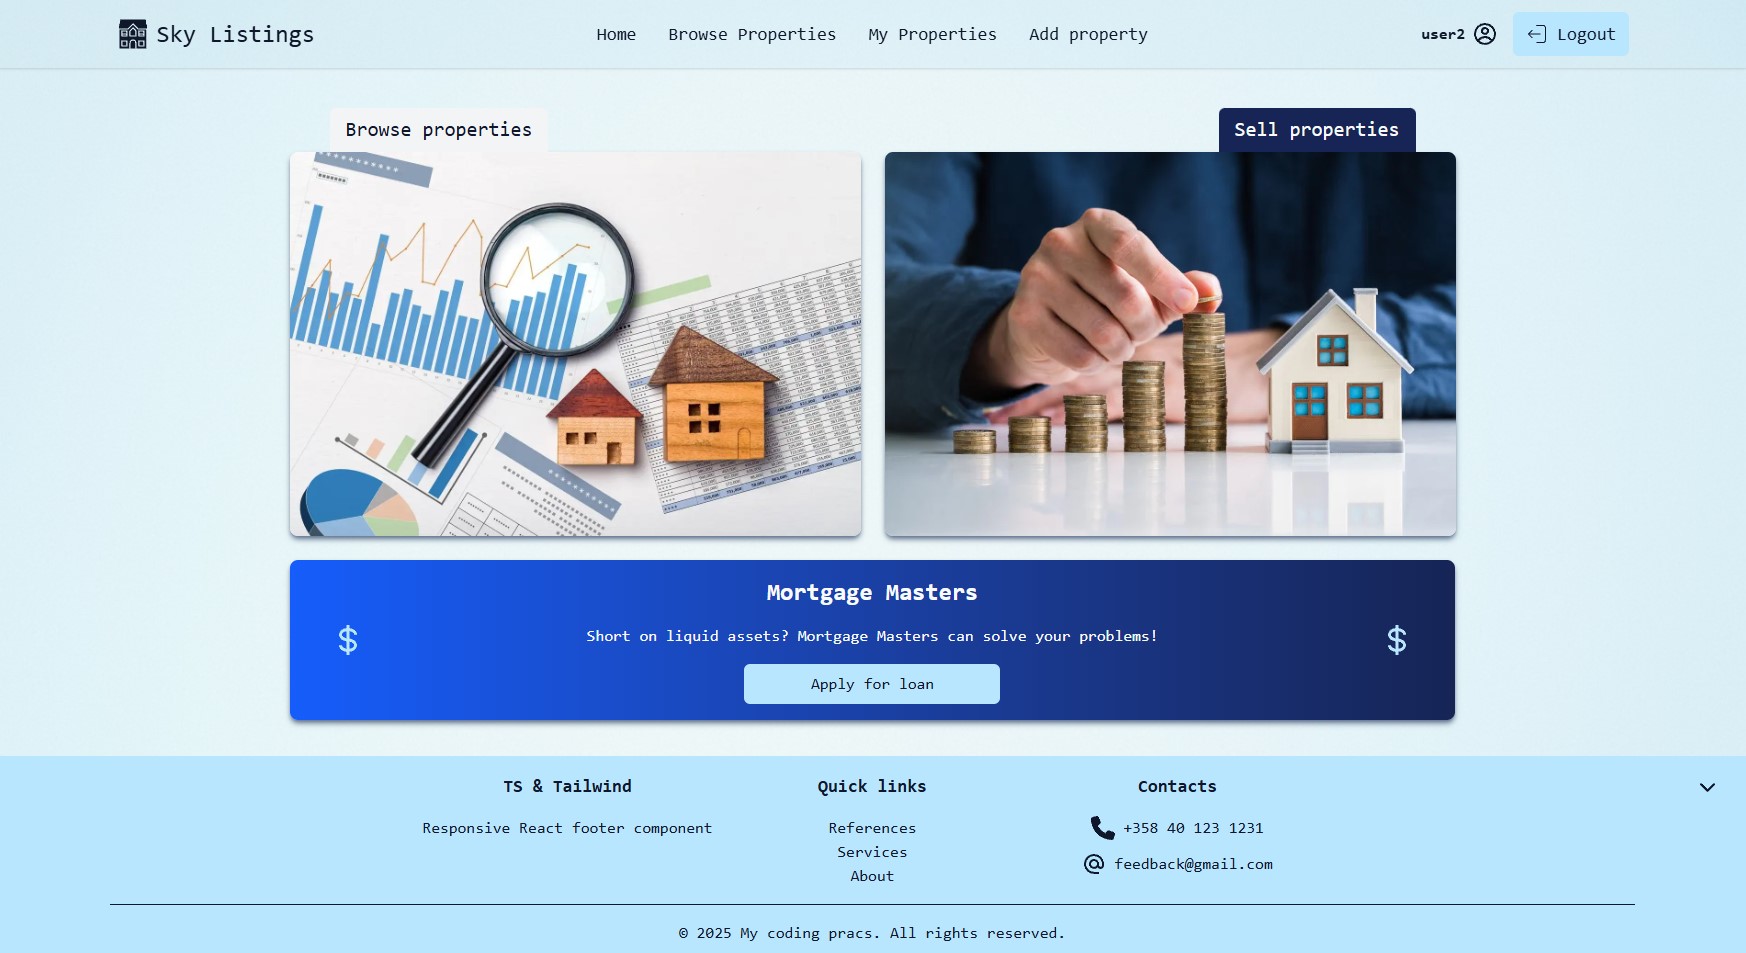 Sky Listings
Home
Browse Properties
My Properties
Add property
user2
Logout
Browse properties
Sell properties
Mortgage Masters
$
$
Short on liquid assets? Mortgage Masters can solve your problems!
Apply for loan
TS & Tailwind
Responsive React footer component
Quick links
References
Services
About
Contacts
+358 40 123 1231
feedback@gmail.com
© 2025 My coding pracs. All rights reserved.